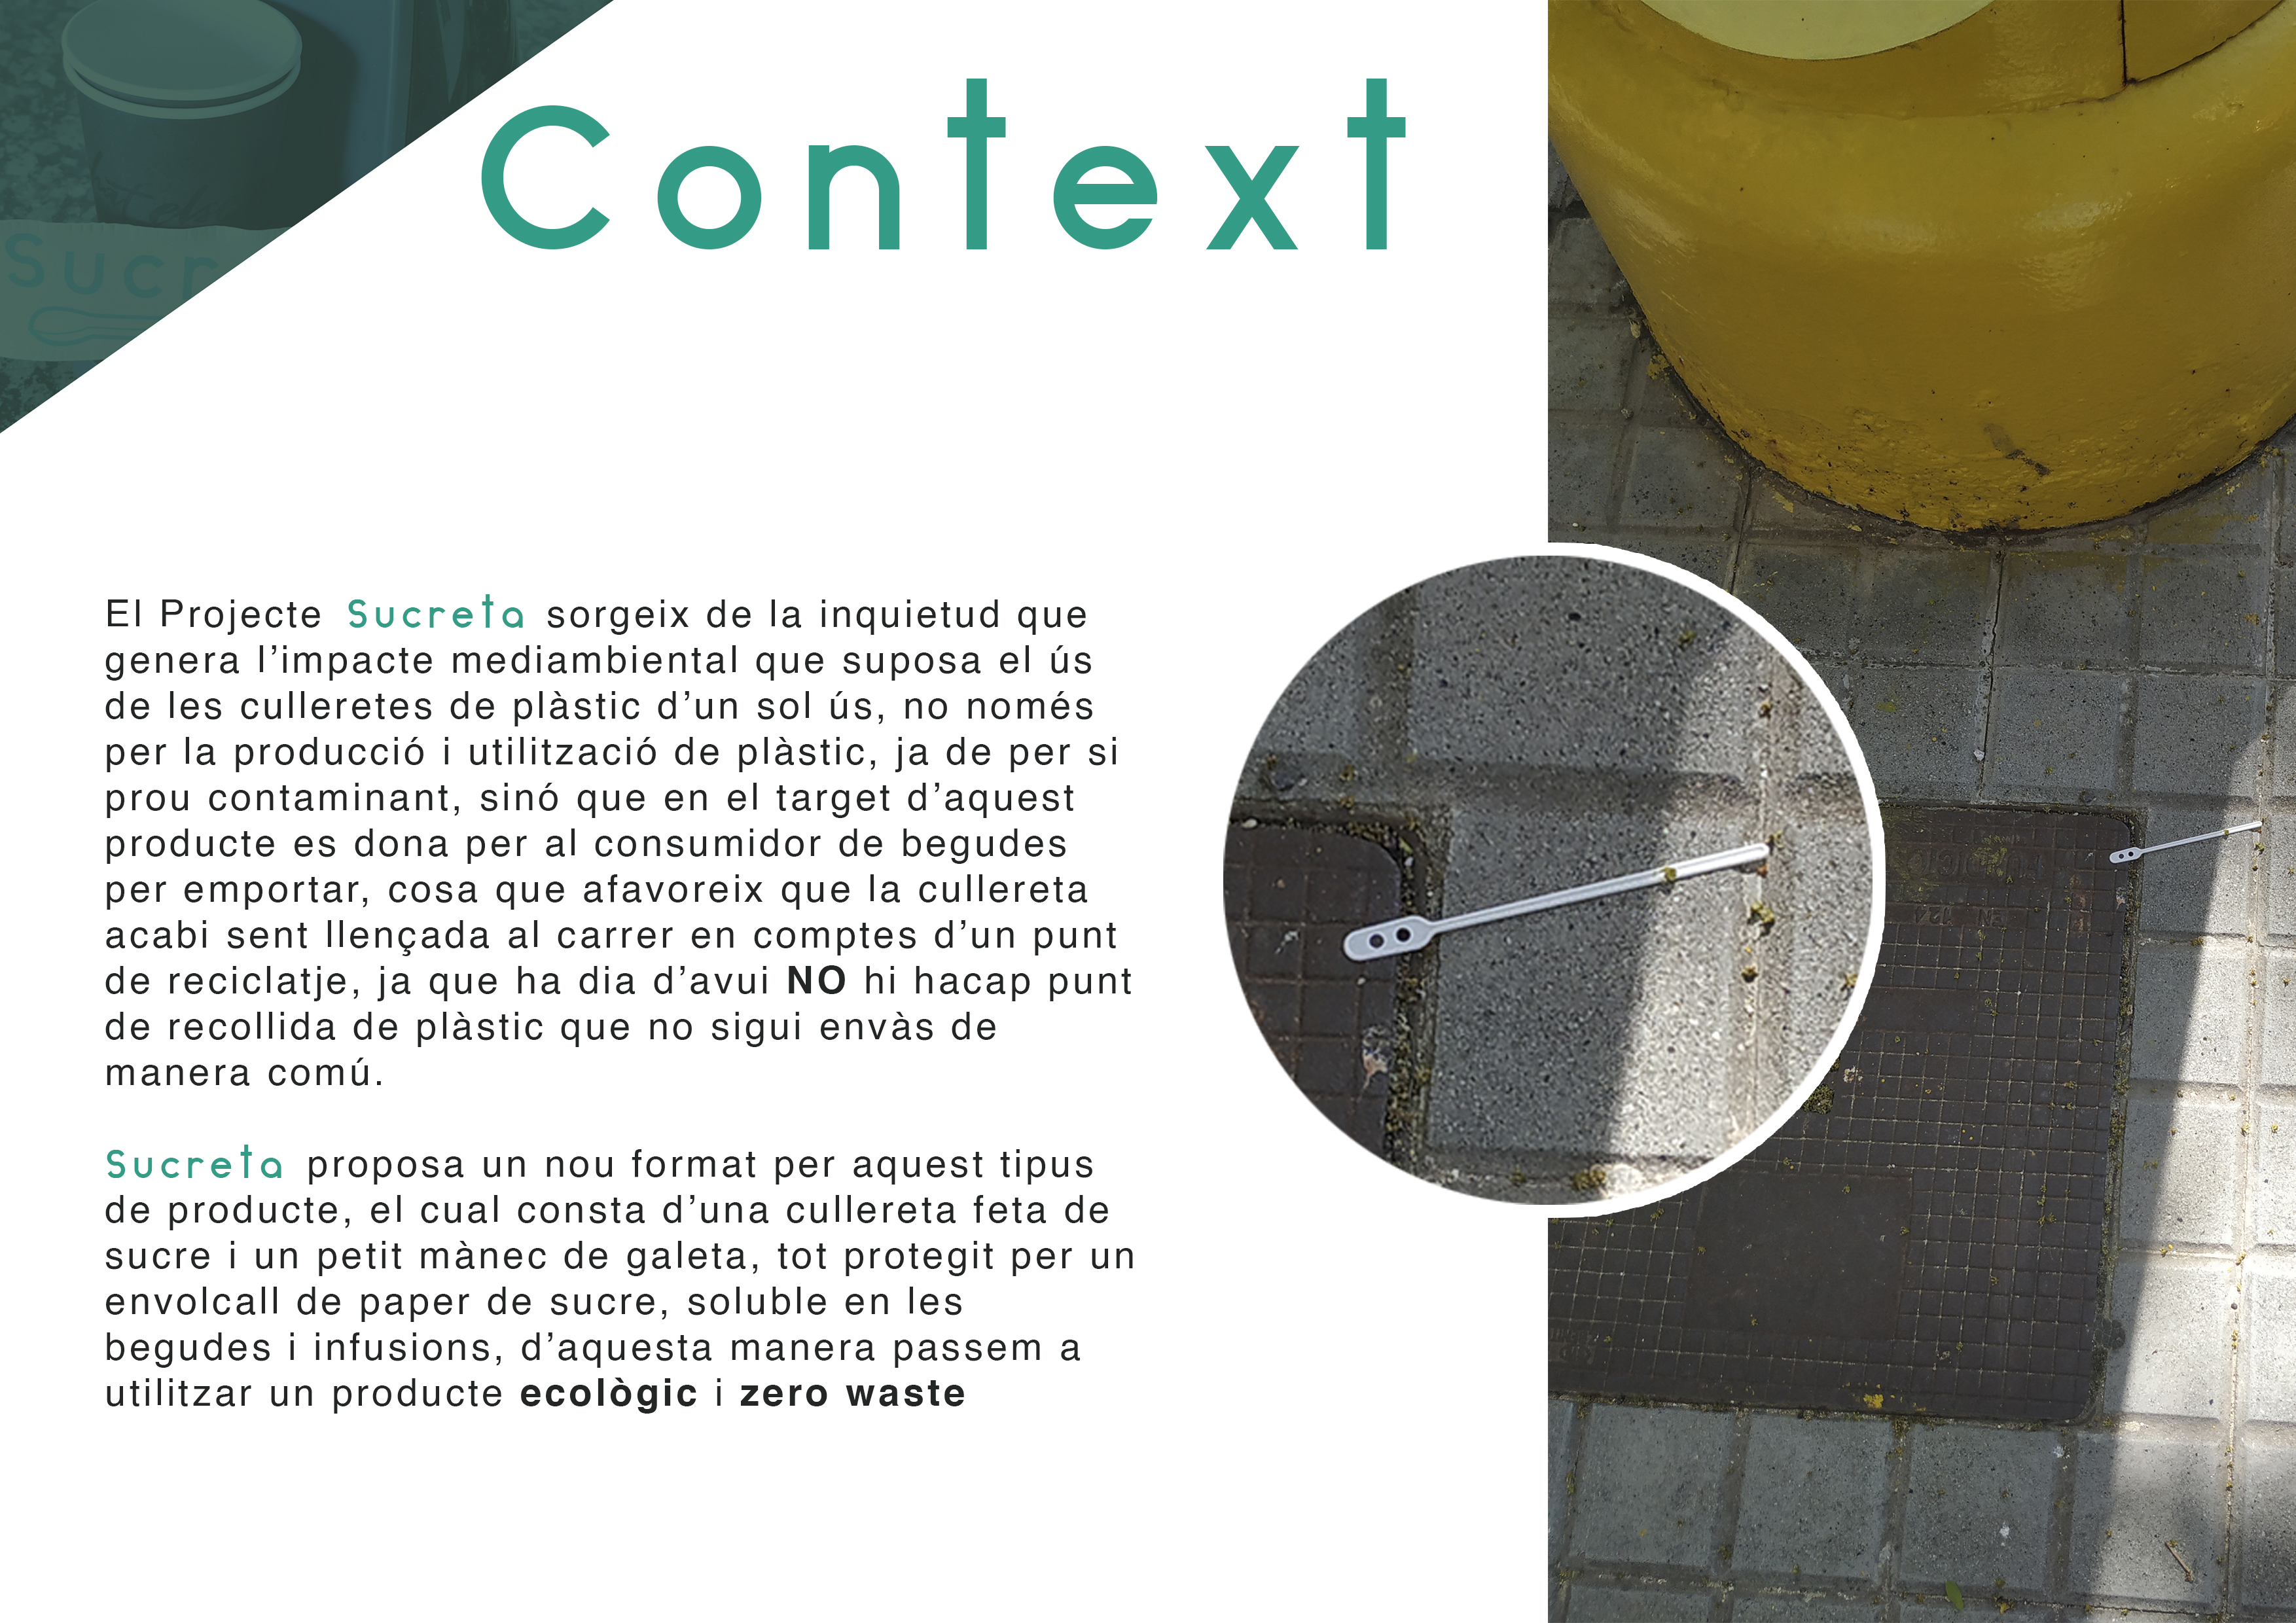 Context
Sucr
El Projecte Sucreta sorgeix de la inquietud que
genera l’impacte mediambiental que suposa el ús
de les culleretes de plàstic d’un sol ús, no només
per la producció i utilització de plàstic, ja de per si
prou contaminant, sinó que en el target d’aquest
producte es dona per al consumidor de begudes
per emportar, cosa que afavoreix que la cullereta
acabi sent llençada al carrer en comptes d’un punt
de reciclatje, ja que ha dia d’avui NO hi hacap punt
de recollida de plàstic que no sigui envàs de
manera comú.
Sucreta proposa un nou format per aquest tipus
de producte, el cual consta d’una cullereta feta de
sucre i un petit mànec de galeta, tot protegit per un
envolcall de paper de sucre, soluble en les
begudes i infusions, d’aquesta manera passem a
utilitzar un producte ecològic i zero waste